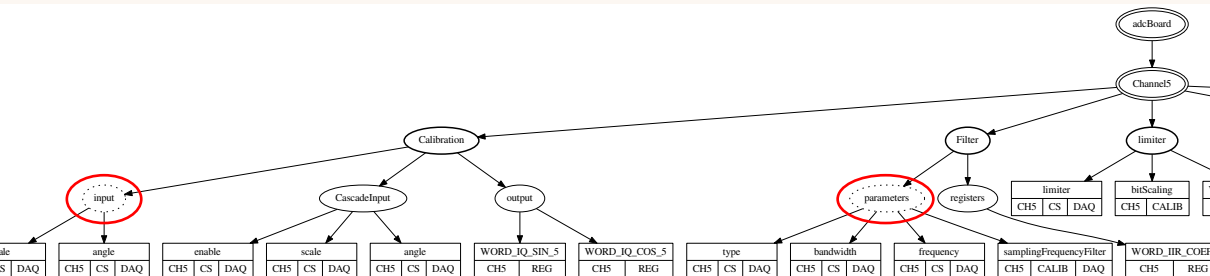 adcBoard
Channel5
Calibration
Filter
limiter
input
CascadeInput
output
parameters
registers
limiter
CH5 CS DAQ
bitScaling
CH5 CALIB
DAQ
angle
CH5 CS DAQ
enable
CH5 CS DAQ
scale
CH5 CS DAQ
angle
CH5 CS DAQ
WORD_IQ_SIN_5
CH5 REG
WORD_IQ_COS_5
CH5 REG
type
CH5 CS DAQ
bandwidth
CH5 CS DAQ
frequency
CH5 CS DAQ
samplingFrequencyFilter
CH5 CALIB DAQ
CH5 REG